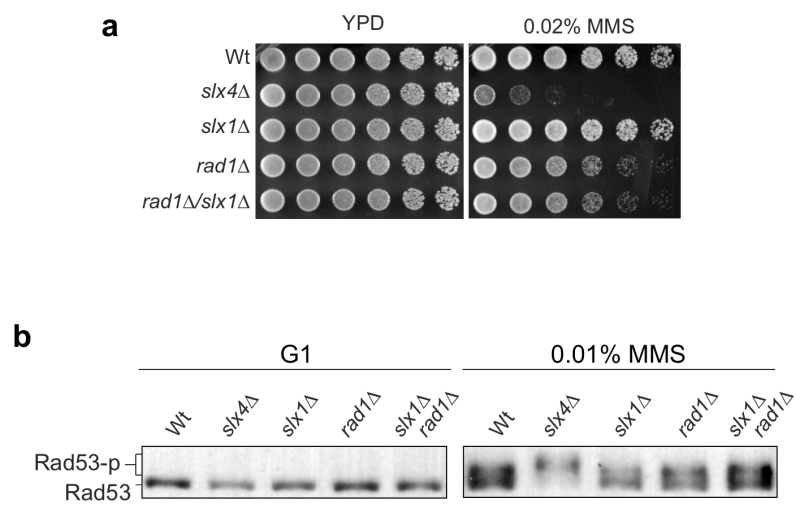 a
YPD 0.02% MMS
Wt
slx4Δ
slx1Δ
rad1Δ
rad1Δ/slx1Δ
b
G1 0.01% MMS
Wt slx4Δ slx1Δ rad1Δ slx1Δ rad1Δ Wt slx4Δ slx1Δ rad1Δ slx1Δ rad1Δ
Rad53-p
Rad53